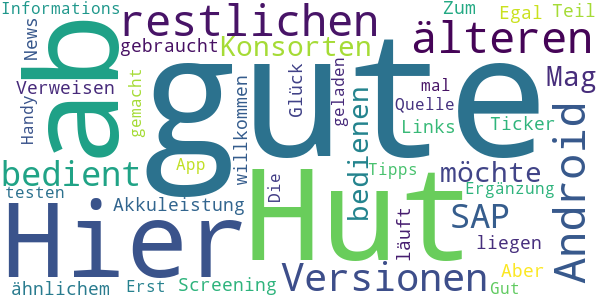 Informations
restlichen
Zum
Egal
Teil
News
ab
gebraucht
Konsorten
älteren
gute
Verweisen
gemacht
Glück
geladen
mal
Mag
Handy
willkommen
Quelle
Android
bedienen
Links
Ticker
bedient
App
Hut
Tipps
möchte
testen
Hier
Akkuleistung
Die
Ergänzung
läuft
SAP
liegen
ähnlichem
Erst
Screening
Versionen
Aber
Gut